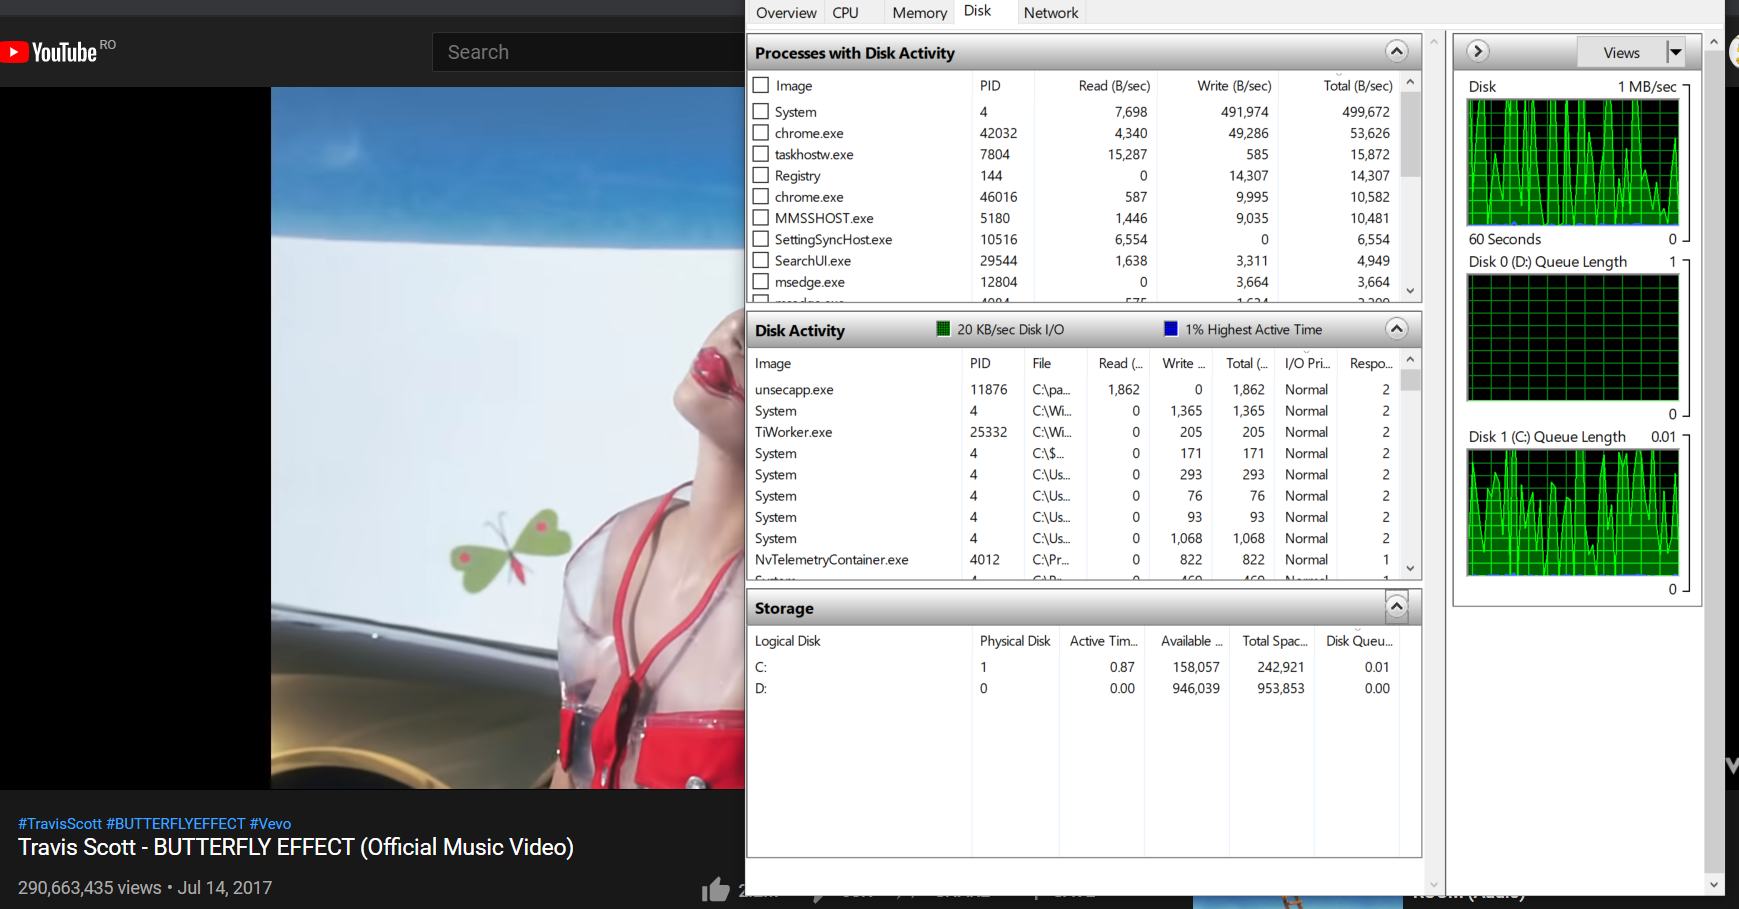 Overview CPU Memory Disk Network
YouTube RO
Search
Processes with Disk Activity
Image PID Read (B/sec) Write (B/sec) Total (B/sec)
System 4 7,698 491,974 499,672
chrome.exe 42032 4,340 49,286 53,626
taskhostw.exe 7804 15,287 585 15,872
Registry 144 0 14,307 14,307
chrome.exe 46016 587 9,995 10,582
MMSSHOST.exe 5180 1,446 9,035 10,481
SettingSyncHost.exe 10516 6,554 0 6,554
SearchUI.exe 29544 1,638 3,311 4,949
msedge.exe 12804 0 3,664 3,664
Disk Activity 20 KB/sec Disk I/O 1% Highest Active Time
Image PID File Read (... Write ... Total (... I/O Pri... Respo...
unsecapp.exe 11876 C:\pa... 1,862 0 1,862 Normal 2
System 4 C:\Wi... 0 1,365 1,365 Normal 2
TiWorker.exe 25332 C:\Wi... 0 205 205 Normal 2
System 4 C:\$... 0 171 171 Normal 2
System 4 C:\Us... 0 293 293 Normal 2
System 4 C:\Us... 0 76 76 Normal 2
System 4 C:\Us... 0 93 93 Normal 2
System 4 C:\Us... 0 1,068 1,068 Normal 2
NvTelemetryContainer.exe 4012 C:\Pr... 0 822 822 Normal 1
Storage
Logical Disk Physical Disk Active Tim... Available ... Total Spac... Disk Queu...
C: 1 0.87 158,057 242,921 0.01
D: 0 0.00 946,039 953,853 0.00
Views
Disk 1 MB/sec
60 Seconds 0
Disk 0 (D:) Queue Length 1
0
Disk 1 (C:) Queue Length 0.01
0
#TravisScott #BUTTERFLYEFFECT #Vevo
Travis Scott - BUTTERFLY EFFECT (Official Music Video)
290,663,435 views • Jul 14, 2017